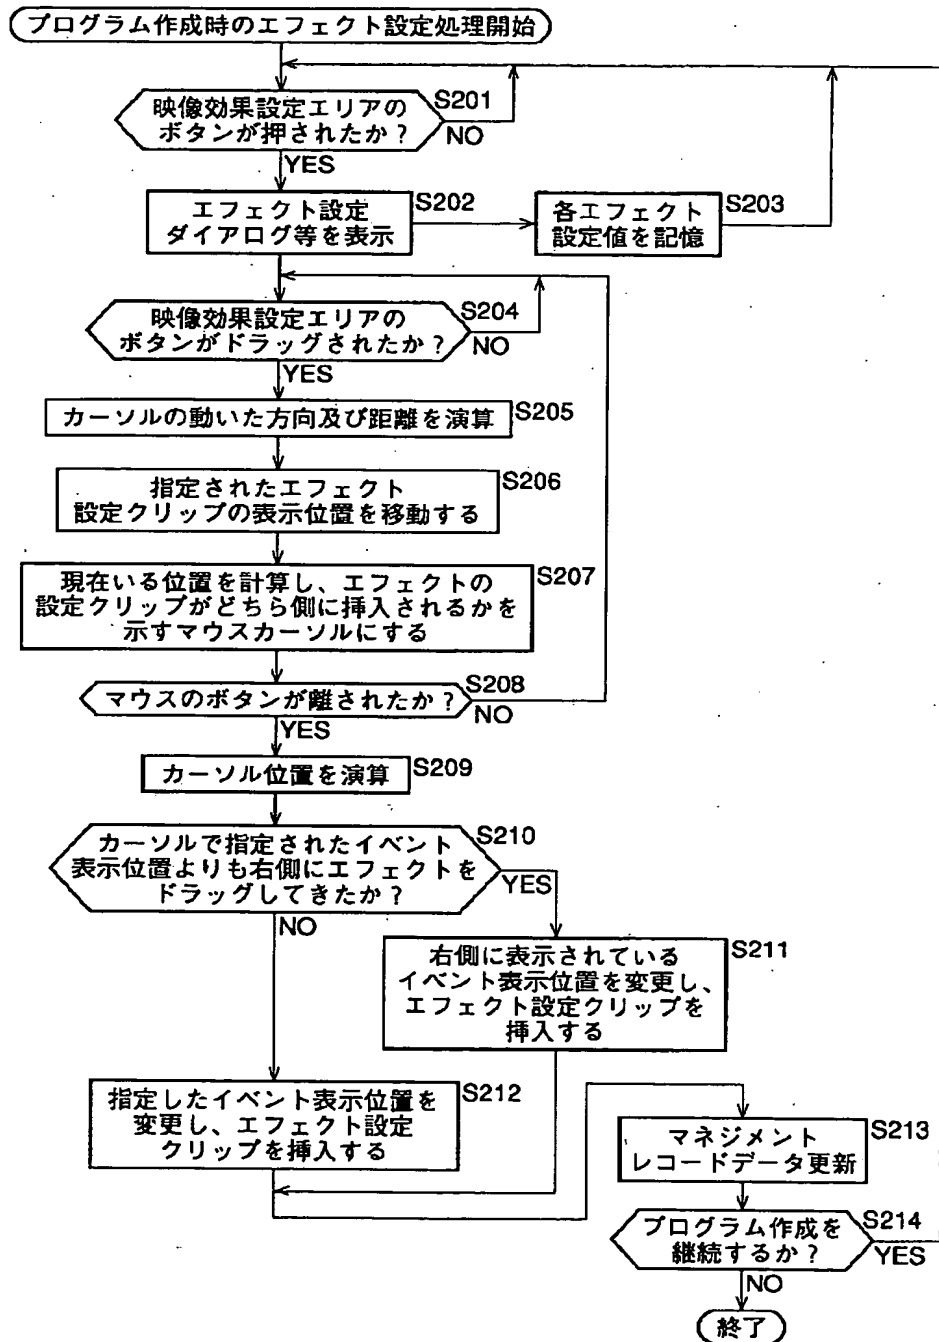 プログラム作成時のエフェクト設定処理開始
映像効果設定エリアの
ボタンが押されたか？
S201
NO
YES
エフェクト設定
ダイアログ等を表示
S202
各エフェクト
設定値を記憶
S203
映像効果設定エリアの
ボタンがドラッグされたか？
S204
NO
YES
カーソルの動いた方向及び距離を演算
S205
指定されたエフェクト
設定クリップの表示位置を移動する
S206
現在いる位置を計算し、エフェクトの
設定クリップがどちら側に挿入されるかを
示すマウスカーソルにする
S207
マウスのボタンが離されたか？
S208
NO
YES
カーソル位置を演算
S209
カーソルで指定されたイベント
表示位置よりも右側にエフェクトを
ドラッグしてきたか？
S210
YES
NO
右側に表示されている
イベント表示位置を変更し、
エフェクト設定クリップを
挿入する
S211
指定したイベント表示位置を
変更し、エフェクト設定
クリップを挿入する
S212
マネジメント
レコードデータ更新
S213
プログラム作成を
継続するか？
S214
YES
NO
終了